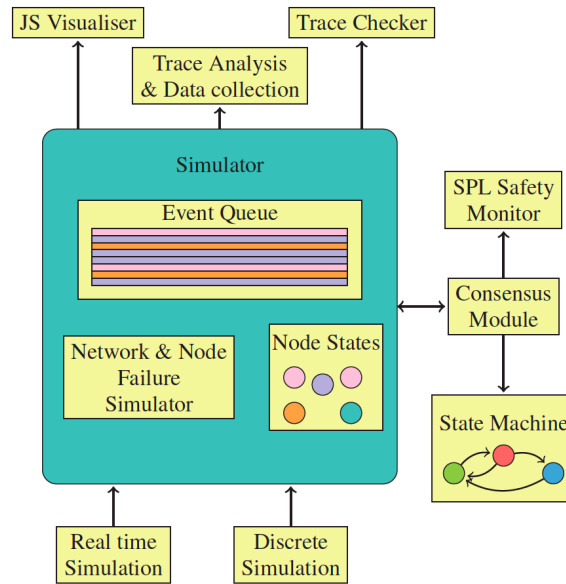 JS Visualiser
Trace Checker
Trace Analysis
& Data collection
Simulator
Event Queue
SPL Safety
Monitor
Consensus
Module
Network & Node
Failure
Simulator
Node States
State Machine
Real time
Simulation
Discrete
Simulation